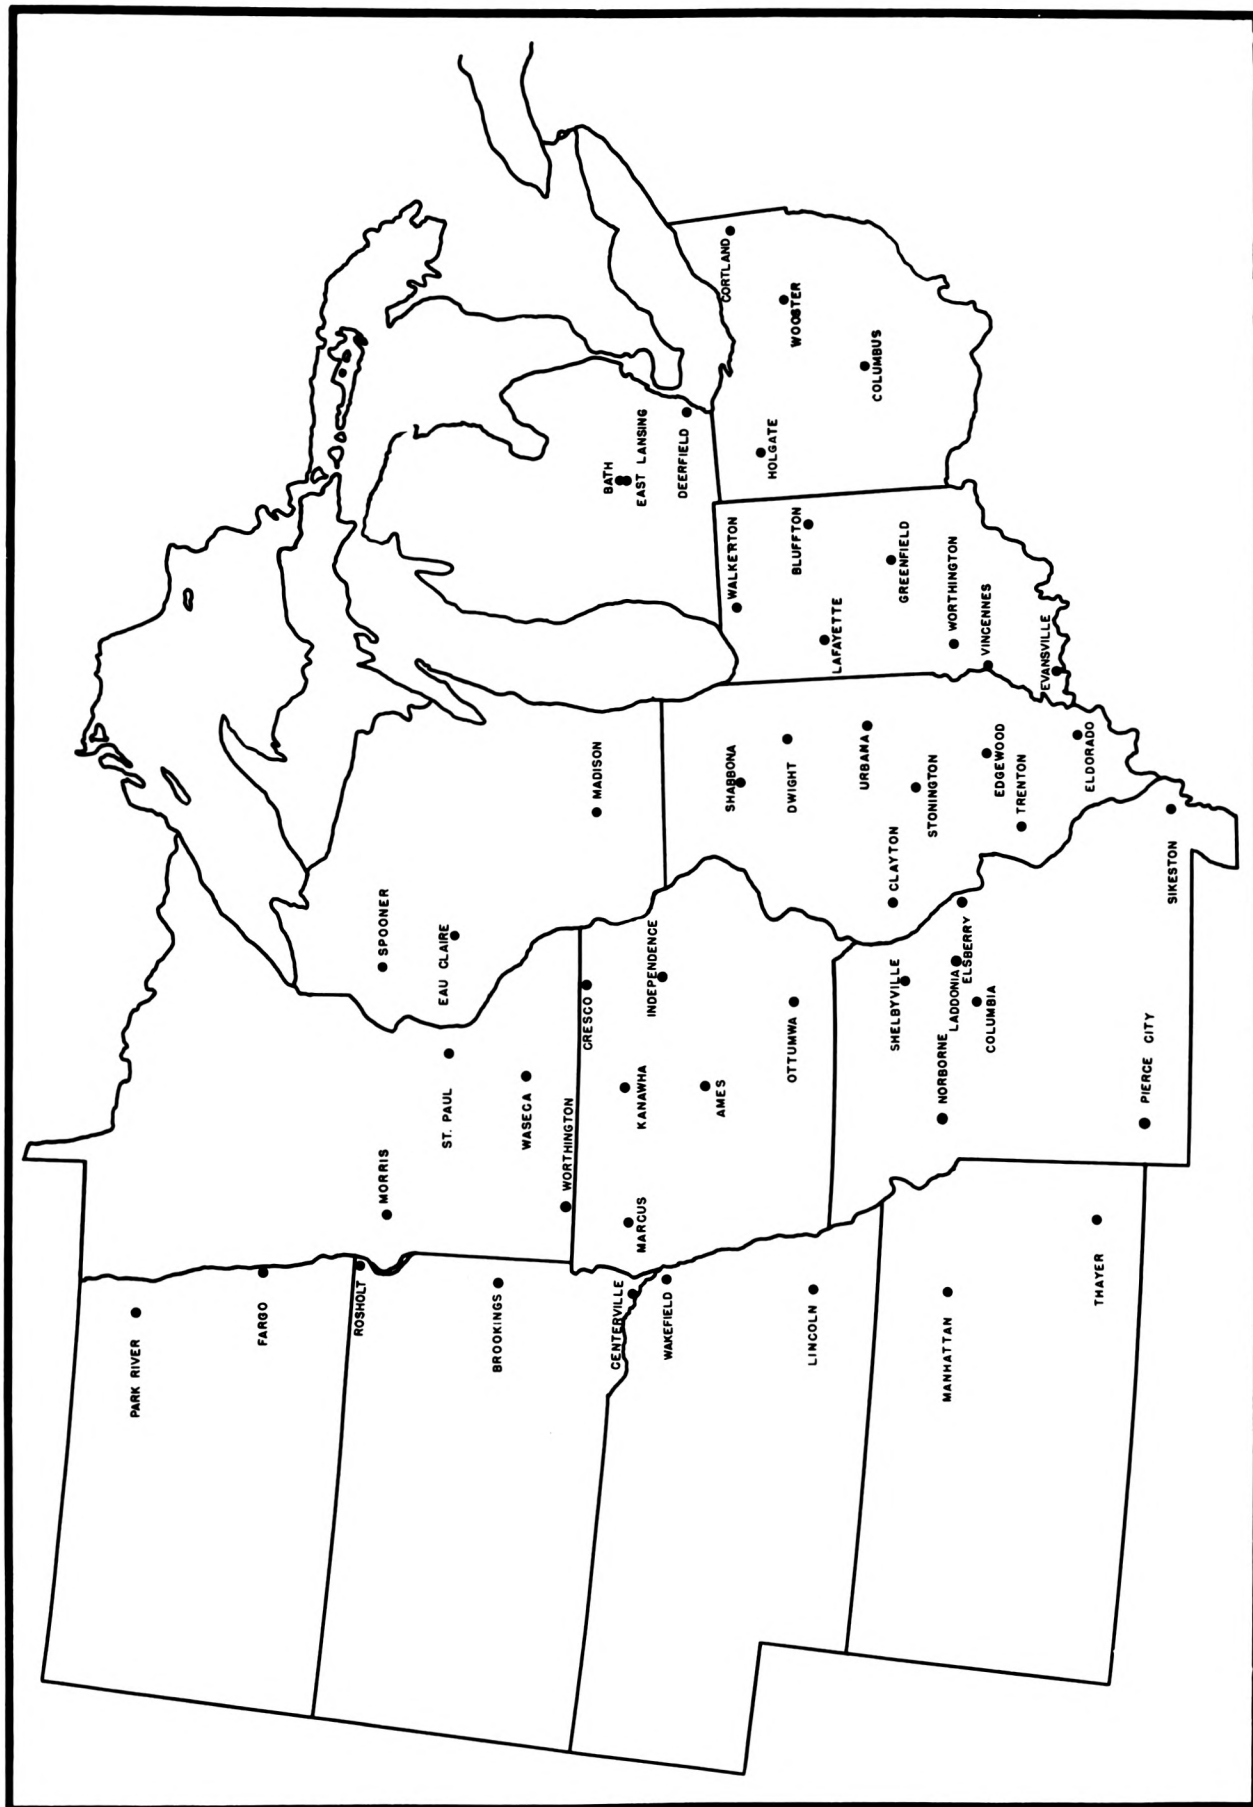 PARK RIVER
FARGO
ROSHOLT
BROOKINGS
CENTERVILLE
WAKEFIELD
LINCOLN
MANHATTAN
THAYER
MORRIS
ST. PAUL
WASECA
WORTHINGTON
MARCUS
KANAWHA
AMES
CRESCO
INDEPENDENCE
OTTUMWA
SPOONER
EAU CLAIRE
MADISON
SHELBYVILLE
NORBORNE
LADDONIA
ELSBERRY
COLUMBIA
PIERCE CITY
SIKESTON
SHABBONA
DWIGHT
URBANA
CLAYTON
STONINGTON
EDGEWOOD
TRENTON
ELDORADO
WALKERTON
BLUFFTON
LAFAYETTE
GREENFIELD
WORTHINGTON
VINCENNES
EVANSVILLE
BATH
EAST LANSING
DEERFIELD
CORTLAND
WOOSTER
COLUMBUS
HOLGATE